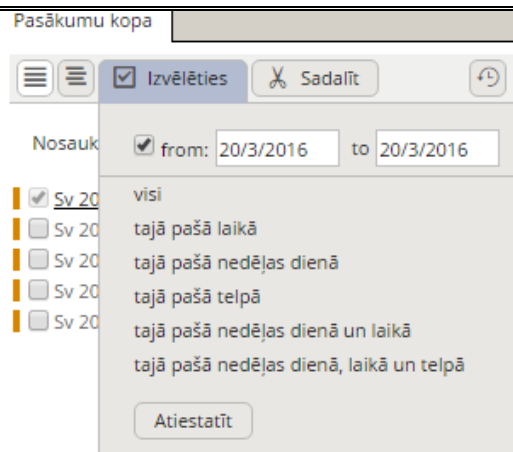 Pasākumu kopa
Izvēlēties Sadalīt
Nosauk from: 20/3/2016 to 20/3/2016
Sv 20 visi
Sv 20 tajā pašā laikā
Sv 20 tajā pašā nedēļas dienā
Sv 20 tajā pašā telpā
Sv 20 tajā pašā nedēļas dienā un laikā
tajā pašā nedēļas dienā, laikā un telpā
Atiestatīt